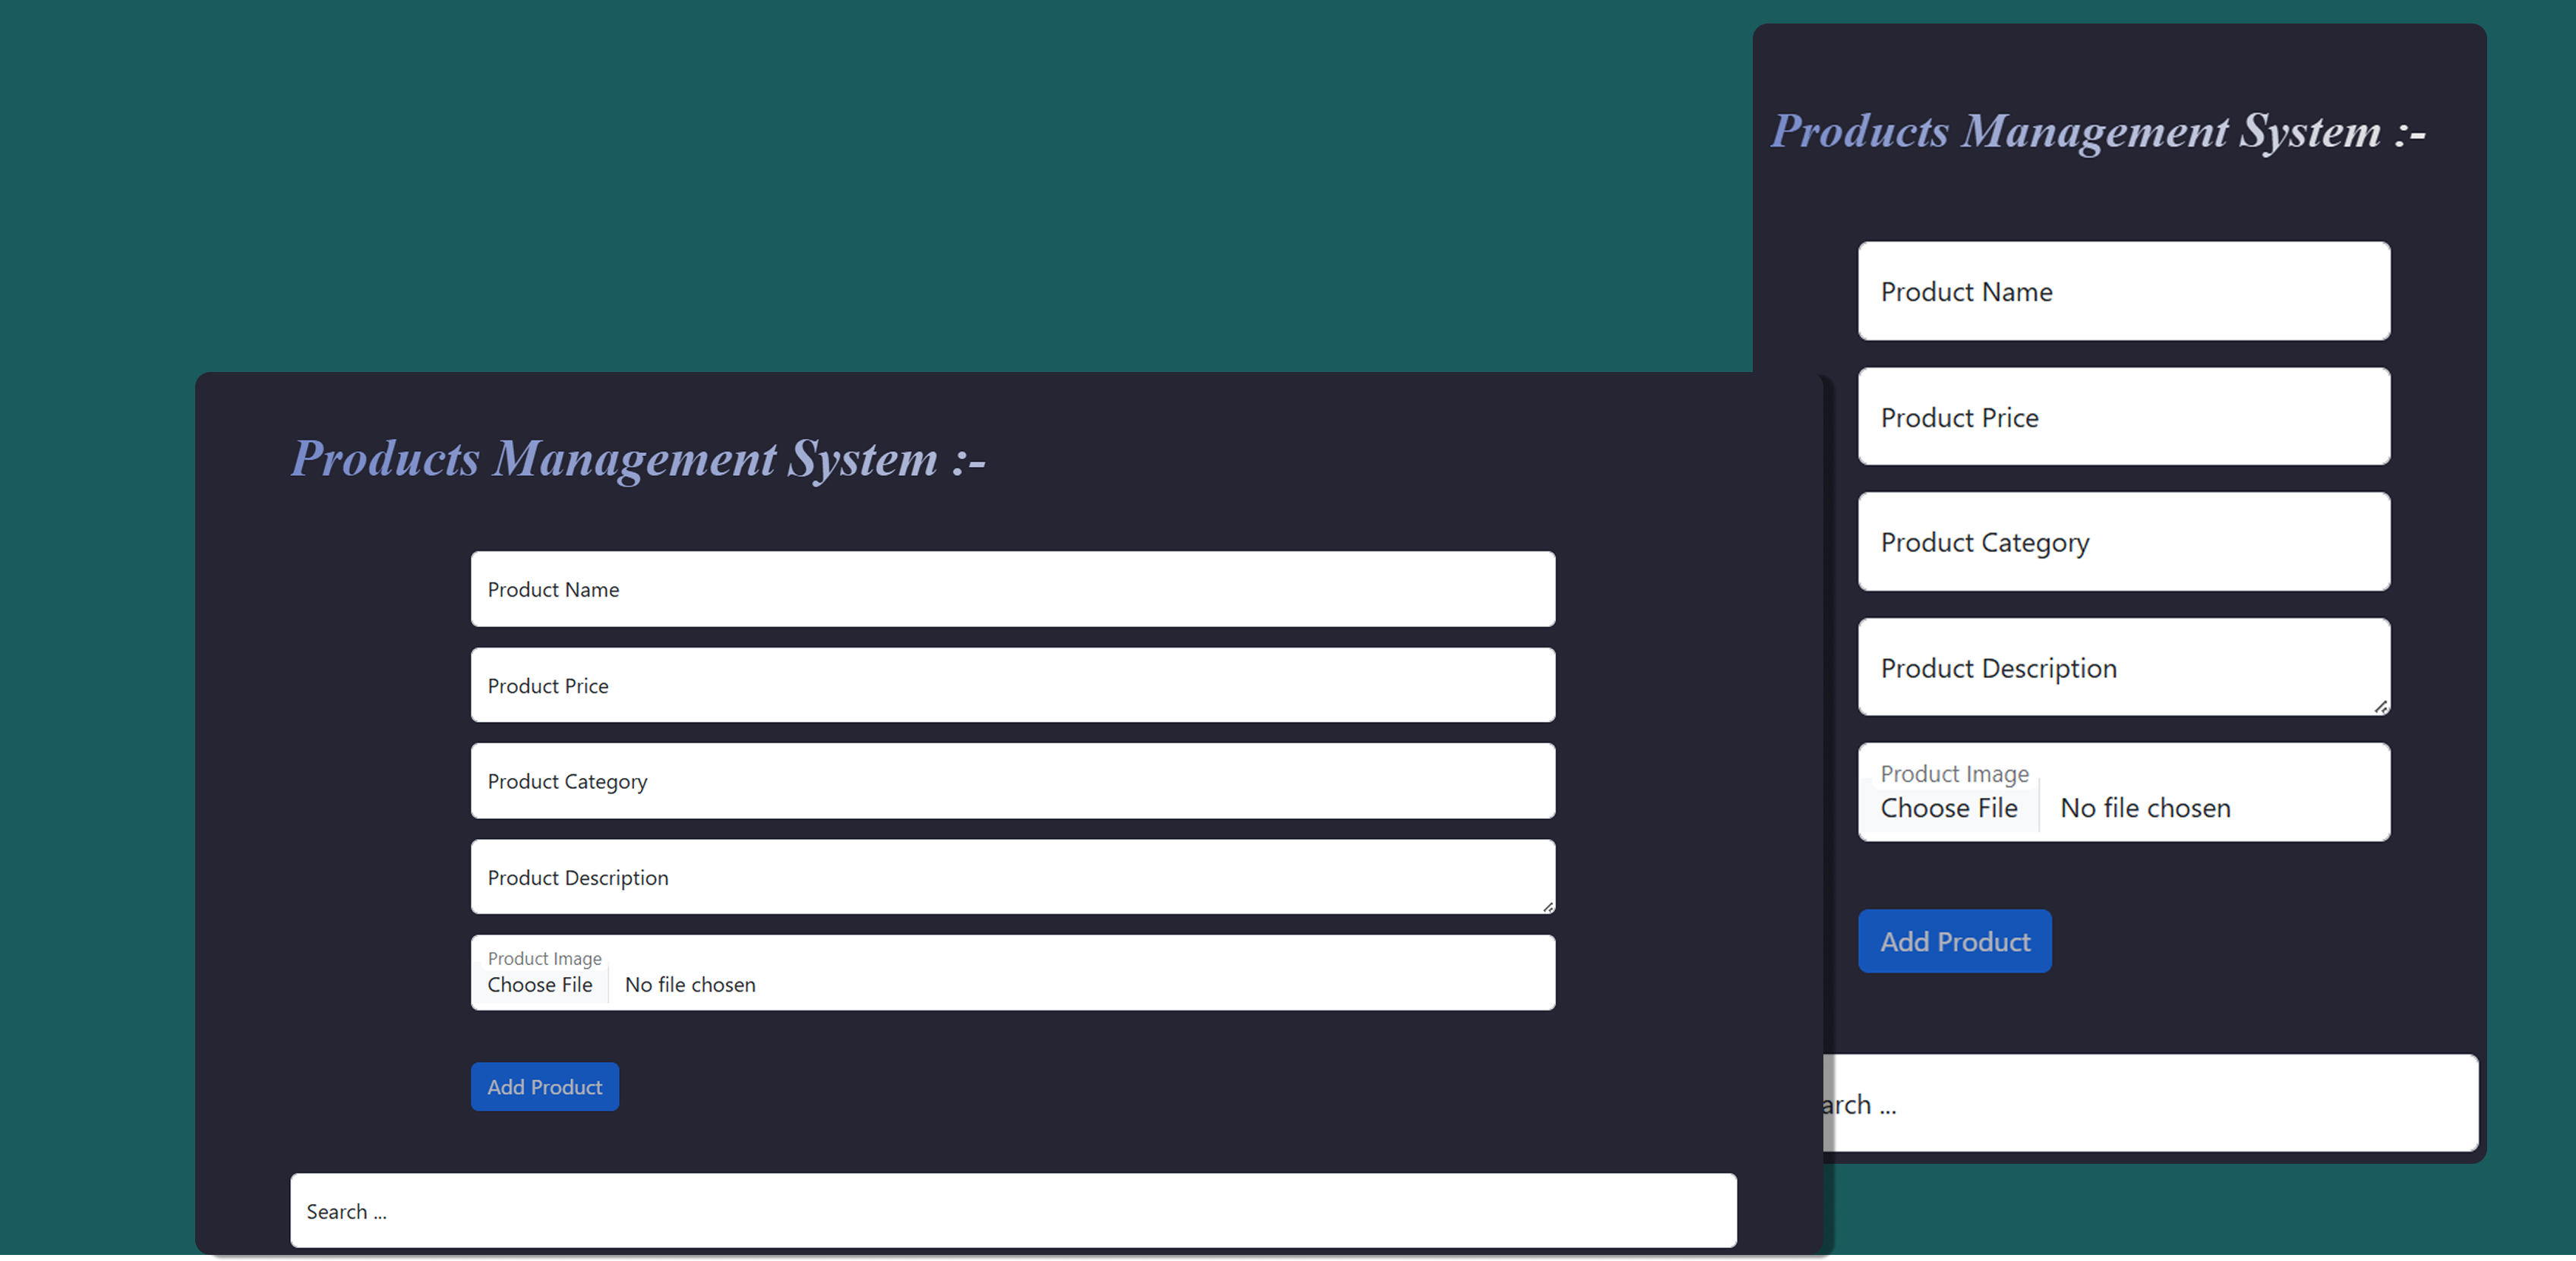 Products Management System :-
Product Name
Product Price
Product Category
Product Description
Product Image
Choose File No file chosen
Add Product
Search ...
Products Management System :-
Product Name
Product Price
Product Category
Product Description
Product Image
Choose File No file chosen
Add Product
arch ...